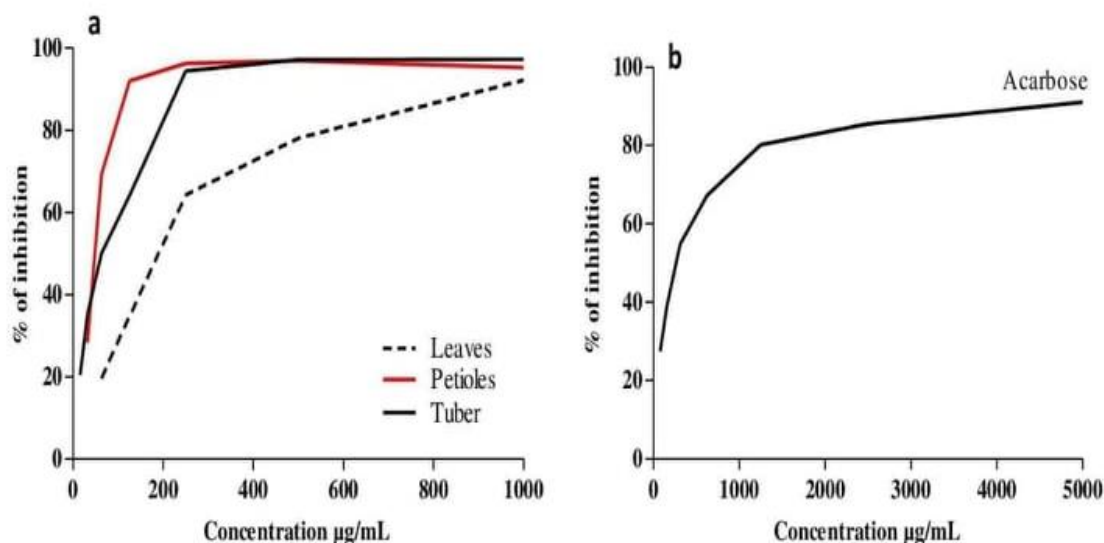 a
100
80
60
40
20
0
% of inhibition
Leaves
Petioles
Tuber
0 200 400 600 800 1000
Concentration µg/mL
b
100
80
60
40
20
0
% of inhibition
Acarbose
0 1000 2000 3000 4000 5000
Concentration µg/mL